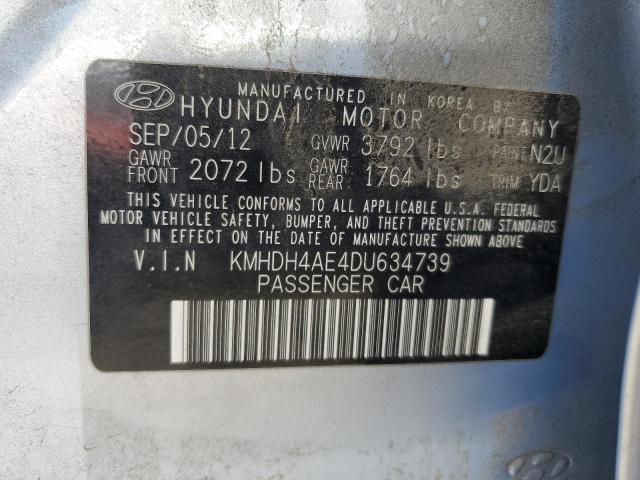 MANUFACTURED IN KOREA BY
HYUNDAI MOTOR COMPANY
SEP/05/12 GVWR 3792 lbs PAINT N2U
GAWR FRONT 2072 lbs GAWR REAR 1764 lbs TRIM YDA
THIS VEHICLE CONFORMS TO ALL APPLICABLE U.S.A. FEDERAL
MOTOR VEHICLE SAFETY, BUMPER, AND THEFT PREVENTION STANDARDS
IN EFFECT ON THE DATE OF MANUFACTURE SHOWN ABOVE
V.I.N KMHDH4AE4DU634739
PASSENGER CAR